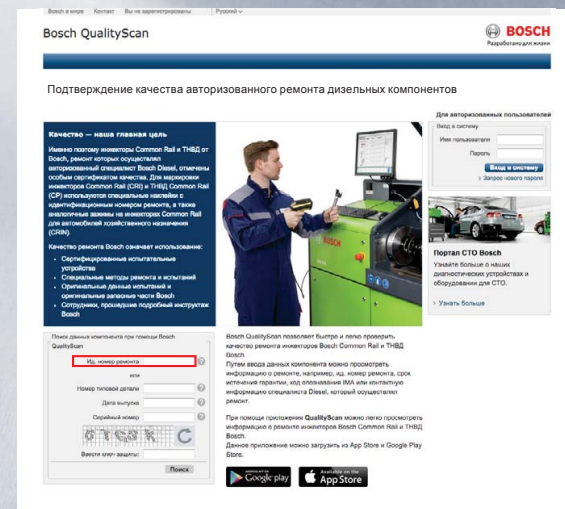 Bosch в мире Контакт Вы не зарегистрированы Русский
Bosch QualityScan
BOSCH
Разработано для жизни
Подтверждение качества авторизованного ремонта дизельных компонентов
Качество — наша главная цель
Именно поэтому инжекторы Common Rail и ТНВД от
Bosch, ремонт которых осуществлял
авторизованный специалист Bosch Diesel, отмечены
особым сертификатом качества. Для маркировки
инжекторов Common Rail (CRI) и ТНВД Common Rail
(CP) используются специальные наклейки с
идентификационным номером ремонта, а также
аналогичные зажимы на инжекторах Common Rail
для автомобилей хозяйственного назначения
(CRIN).
Качество ремонта Bosch означает использование:
• Сертифицированные испытательные
устройства
• Специальные методы ремонта и испытаний
• Оригинальные данные испытаний и
оригинальные запасные части Bosch
• Сотрудники, прошедшие подробный инструктаж
Bosch
BOSCH
Для авторизованных пользователей
Вход в систему
Имя пользователя
Пароль
Вход в систему
› Запрос нового пароля
Портал СТО Bosch
Узнайте больше о наших
диагностических устройствах и
оборудовании для СТО.
› Узнать больше
Поиск данных компонента при помощи Bosch
QualityScan
Ид. номер ремонта
или
Номер типовой детали
Дата выпуска
Серийный номер
Ввести ключ защиты:
Поиск
Bosch QualityScan позволяет быстро и легко проверить
качество ремонта инжекторов Bosch Common Rail и ТНВД
Bosch.
Путем ввода данных компонента можно просмотреть
информацию о ремонте, например, ид. номер ремонта, срок
истечения гарантии, код опознавания IMA или контактную
информацию специалиста Diesel, который осуществлял
ремонт.
При помощи приложения QualityScan можно легко просмотреть
информацию о ремонте инжекторов Bosch Common Rail и ТНВД
Bosch.
Данное приложение можно загрузить из App Store и Google Play
Store.
Google play
Available on the
App Store